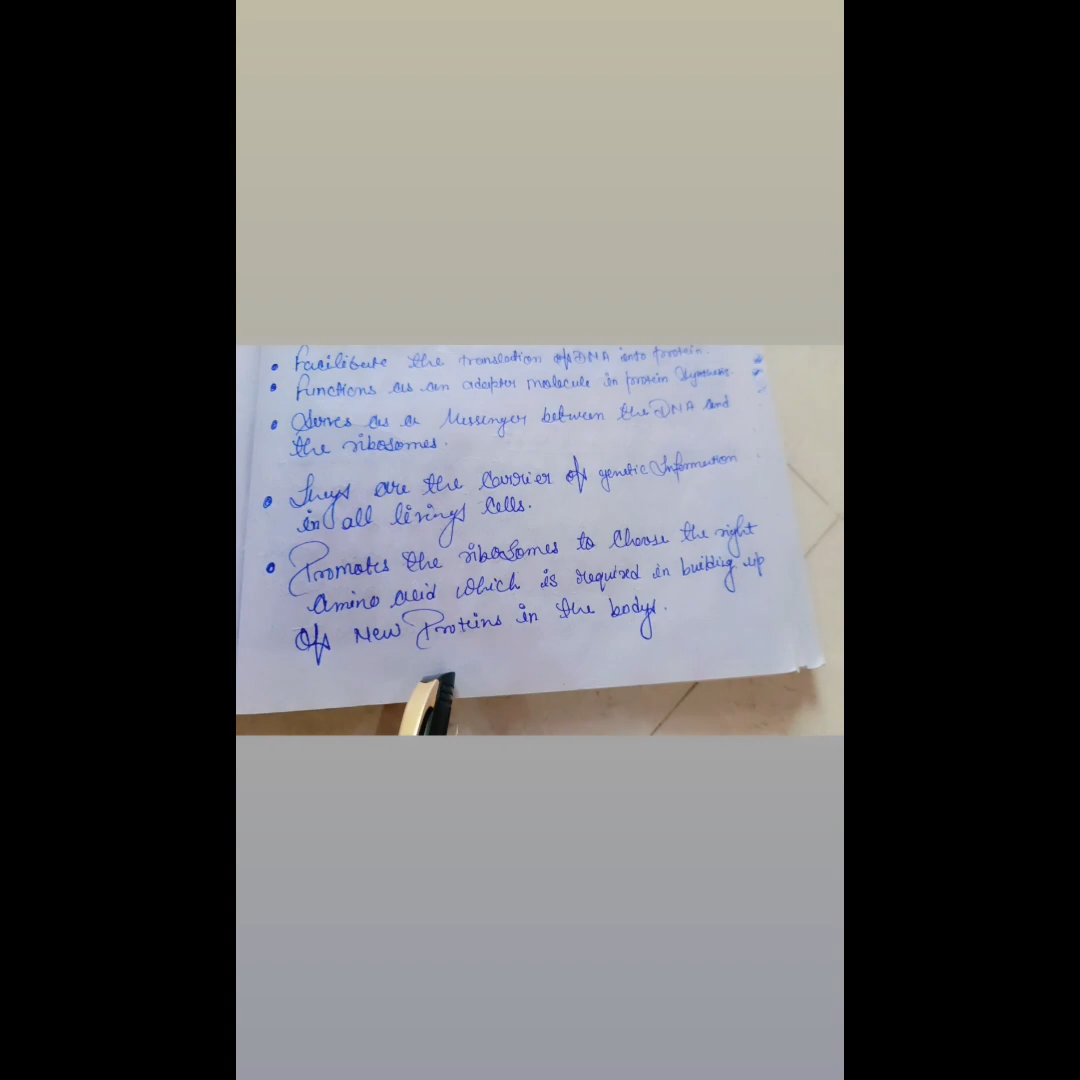 • Facilitate the translation of DNA into protein.
• Functions as an adapter molecule in protein synthesis.
• Serves as a Messenger between the DNA and
the ribosomes.
• They are the Carrier of genetic Information
in all living Cells.
• Promotes the ribosomes to Choose the right
amino acid which is required in building up
of New Proteins in the body.